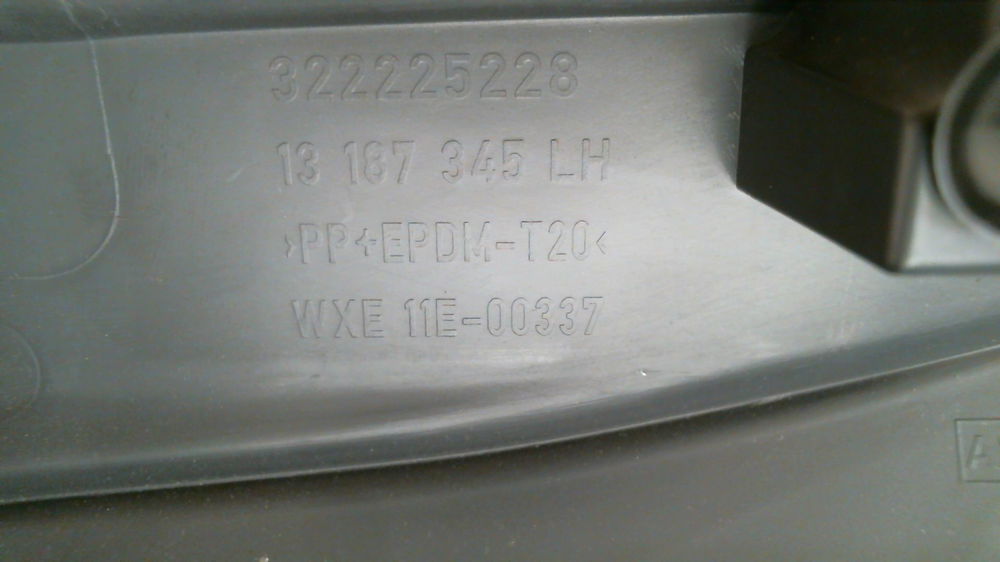 322225228
13 187 345 LH
>PP+EPDM-T20<
WXE 11E-00337
A